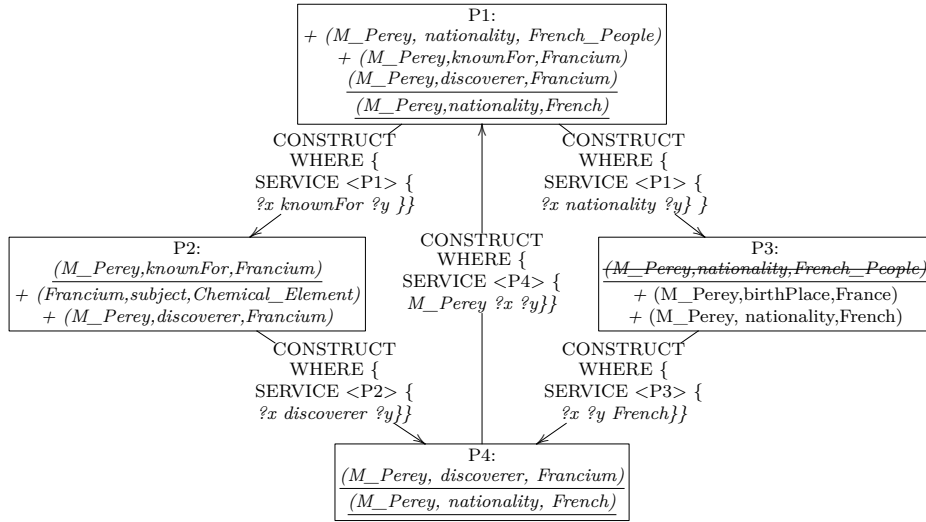 P1:
+ (M_Perey, nationality, French_People)
+ (M_Perey,knownFor,Francium)
(M_Perey,discoverer,Francium)
(M_Perey,nationality,French)
CONSTRUCT
WHERE {
SERVICE <P1> {
?x knownFor ?y }}
CONSTRUCT
WHERE {
SERVICE <P1> {
?x nationality ?y} }
P2:
(M_Perey,knownFor,Francium)
+ (Francium,subject,Chemical_Element)
+ (M_Perey,discoverer,Francium)
CONSTRUCT
WHERE {
SERVICE <P4> {
M_Perey ?x ?y}}
P3:
(M_Perey,nationality,French_People)
+ (M_Perey,birthPlace,France)
+ (M_Perey, nationality,French)
CONSTRUCT
WHERE {
SERVICE <P2> {
?x discoverer ?y}}
CONSTRUCT
WHERE {
SERVICE <P3> {
?x ?y French}}
P4:
(M_Perey, discoverer, Francium)
(M_Perey, nationality, French)